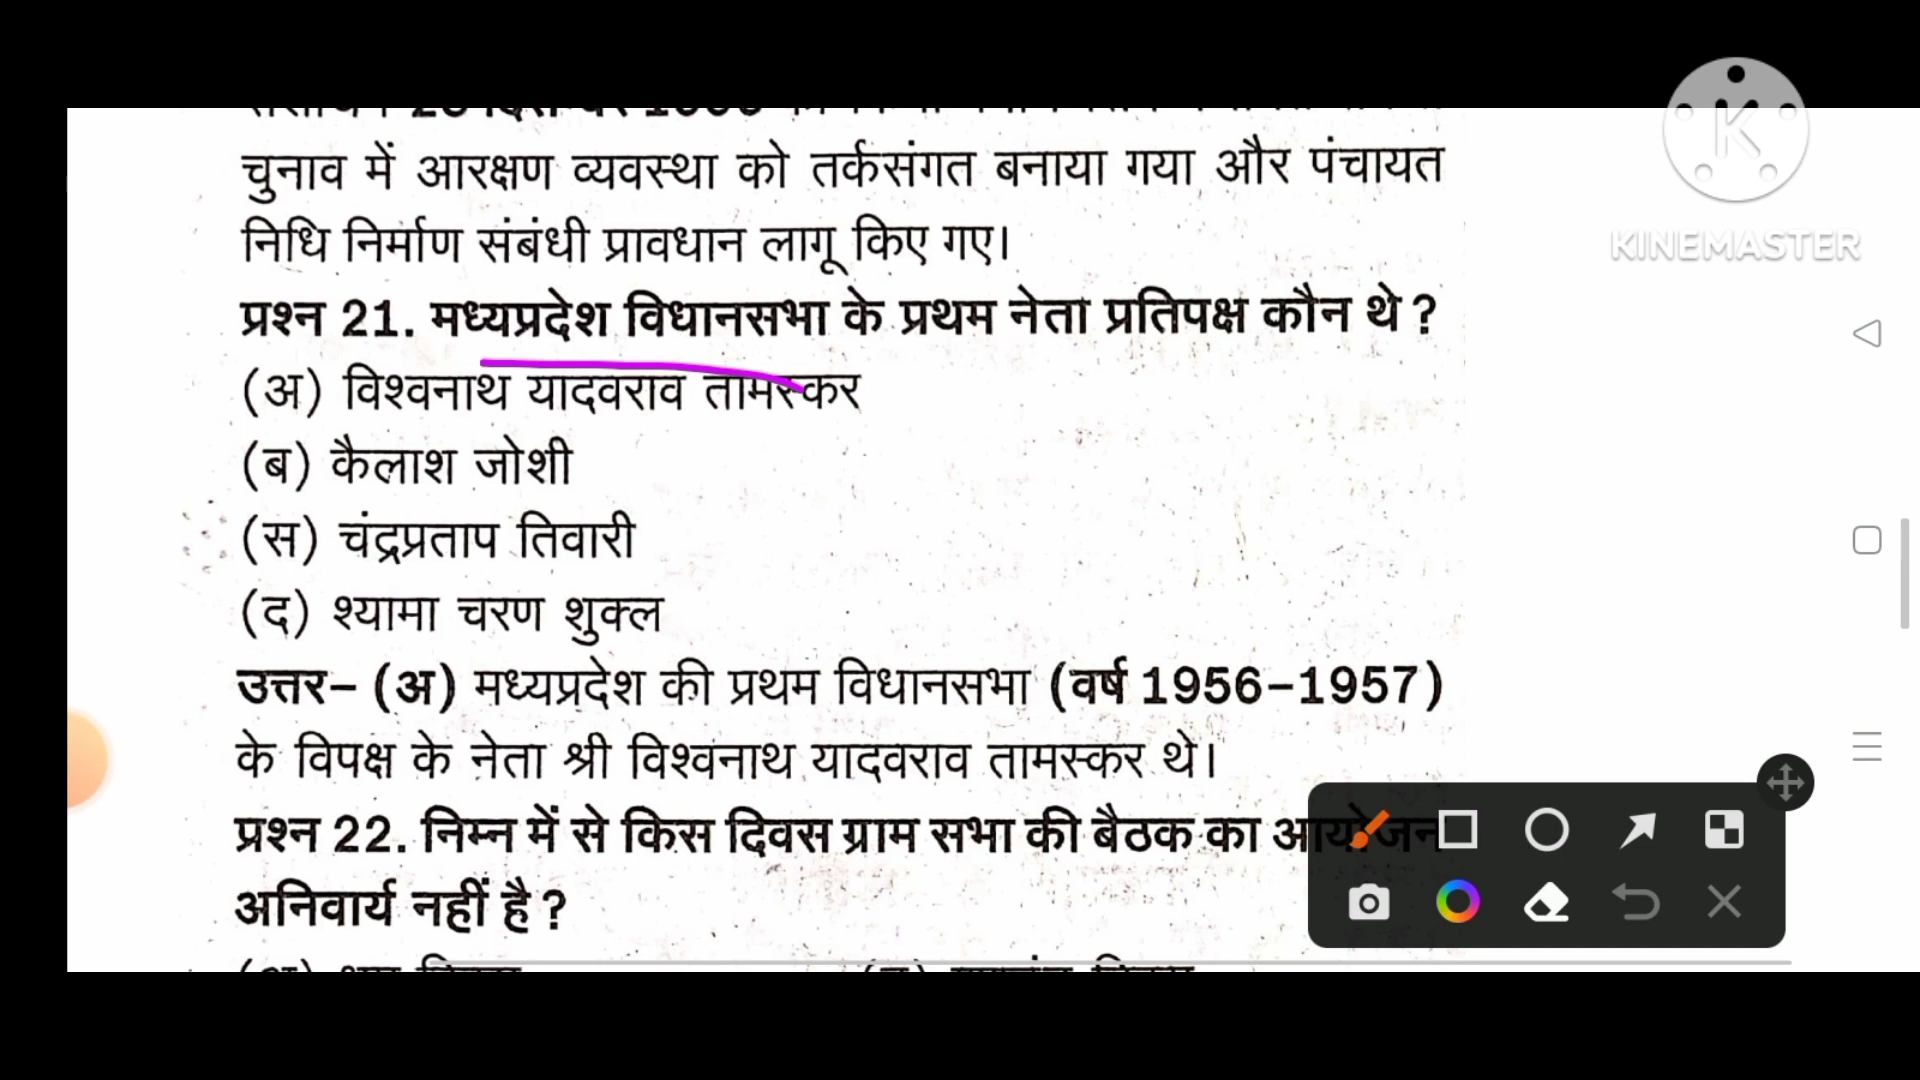 चुनाव में आरक्षण व्यवस्था को तर्कसंगत बनाया गया और पंचायत
निधि निर्माण संबंधी प्रावधान लागू किए गए।
प्रश्न 21. मध्यप्रदेश विधानसभा के प्रथम नेता प्रतिपक्ष कौन थे?
(अ) विश्वनाथ यादवराव तामस्कर
(ब) कैलाश जोशी
(स) चंद्रप्रताप तिवारी
(द) श्यामा चरण शुक्ल
उत्तर– (अ) मध्यप्रदेश की प्रथम विधानसभा (वर्ष 1956–1957)
के विपक्ष के नेता श्री विश्वनाथ यादवराव तामस्कर थे।
प्रश्न 22. निम्न में से किस दिवस ग्राम सभा की बैठक का आयोजन
अनिवार्य नहीं है?
K
KINEMASTER